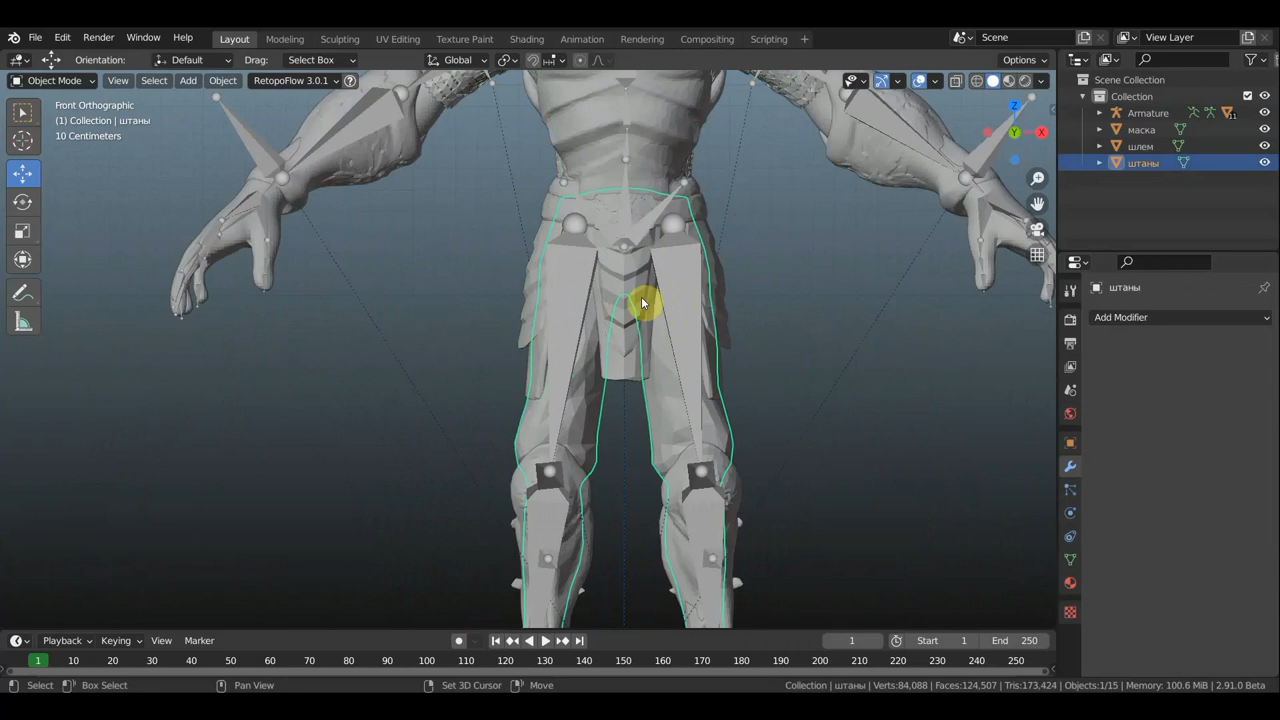 File Edit Render Window Help Layout Modeling Sculpting UV Editing Texture Paint Shading Animation Rendering Compositing Scripting + Scene View Layer
Orientation: Default Drag: Select Box Global Options
Object Mode View Select Add Object RetopoFlow 3.0.1 ?
Scene Collection
Collection
Armature 11
маска
шлем
штаны
Front Orthographic
(1) Collection | штаны
10 Centimeters
Z
X
Y
штаны
Add Modifier
Playback Keying View Marker 1 Start 1 End 250
1 10 20 30 40 50 60 70 80 90 100 110 120 130 140 150 160 170 180 190 200 210 220 230 240 250
Select Box Select Pan View Set 3D Cursor Move Collection | штаны | Verts:84,088 | Faces:124,507 | Tris:173,424 | Objects:1/15 | Memory: 100.6 MiB | 2.91.0 Beta